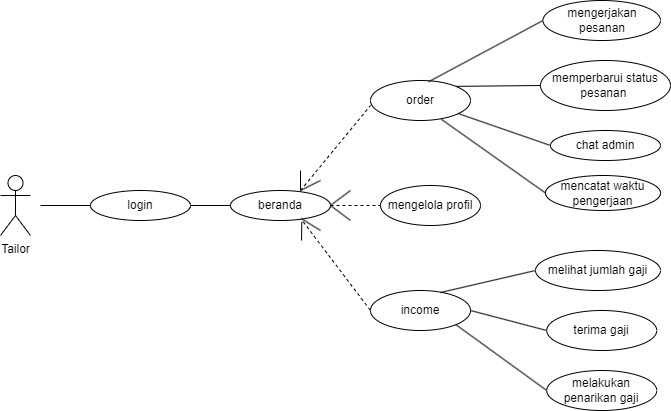 mengerjakan
pesanan
memperbarui status
pesanan
order
chat admin
mencatat waktu
pengerjaan
login
beranda
mengelola profil
Tailor
melihat jumlah gaji
income
terima gaji
melakukan
penarikan gaji